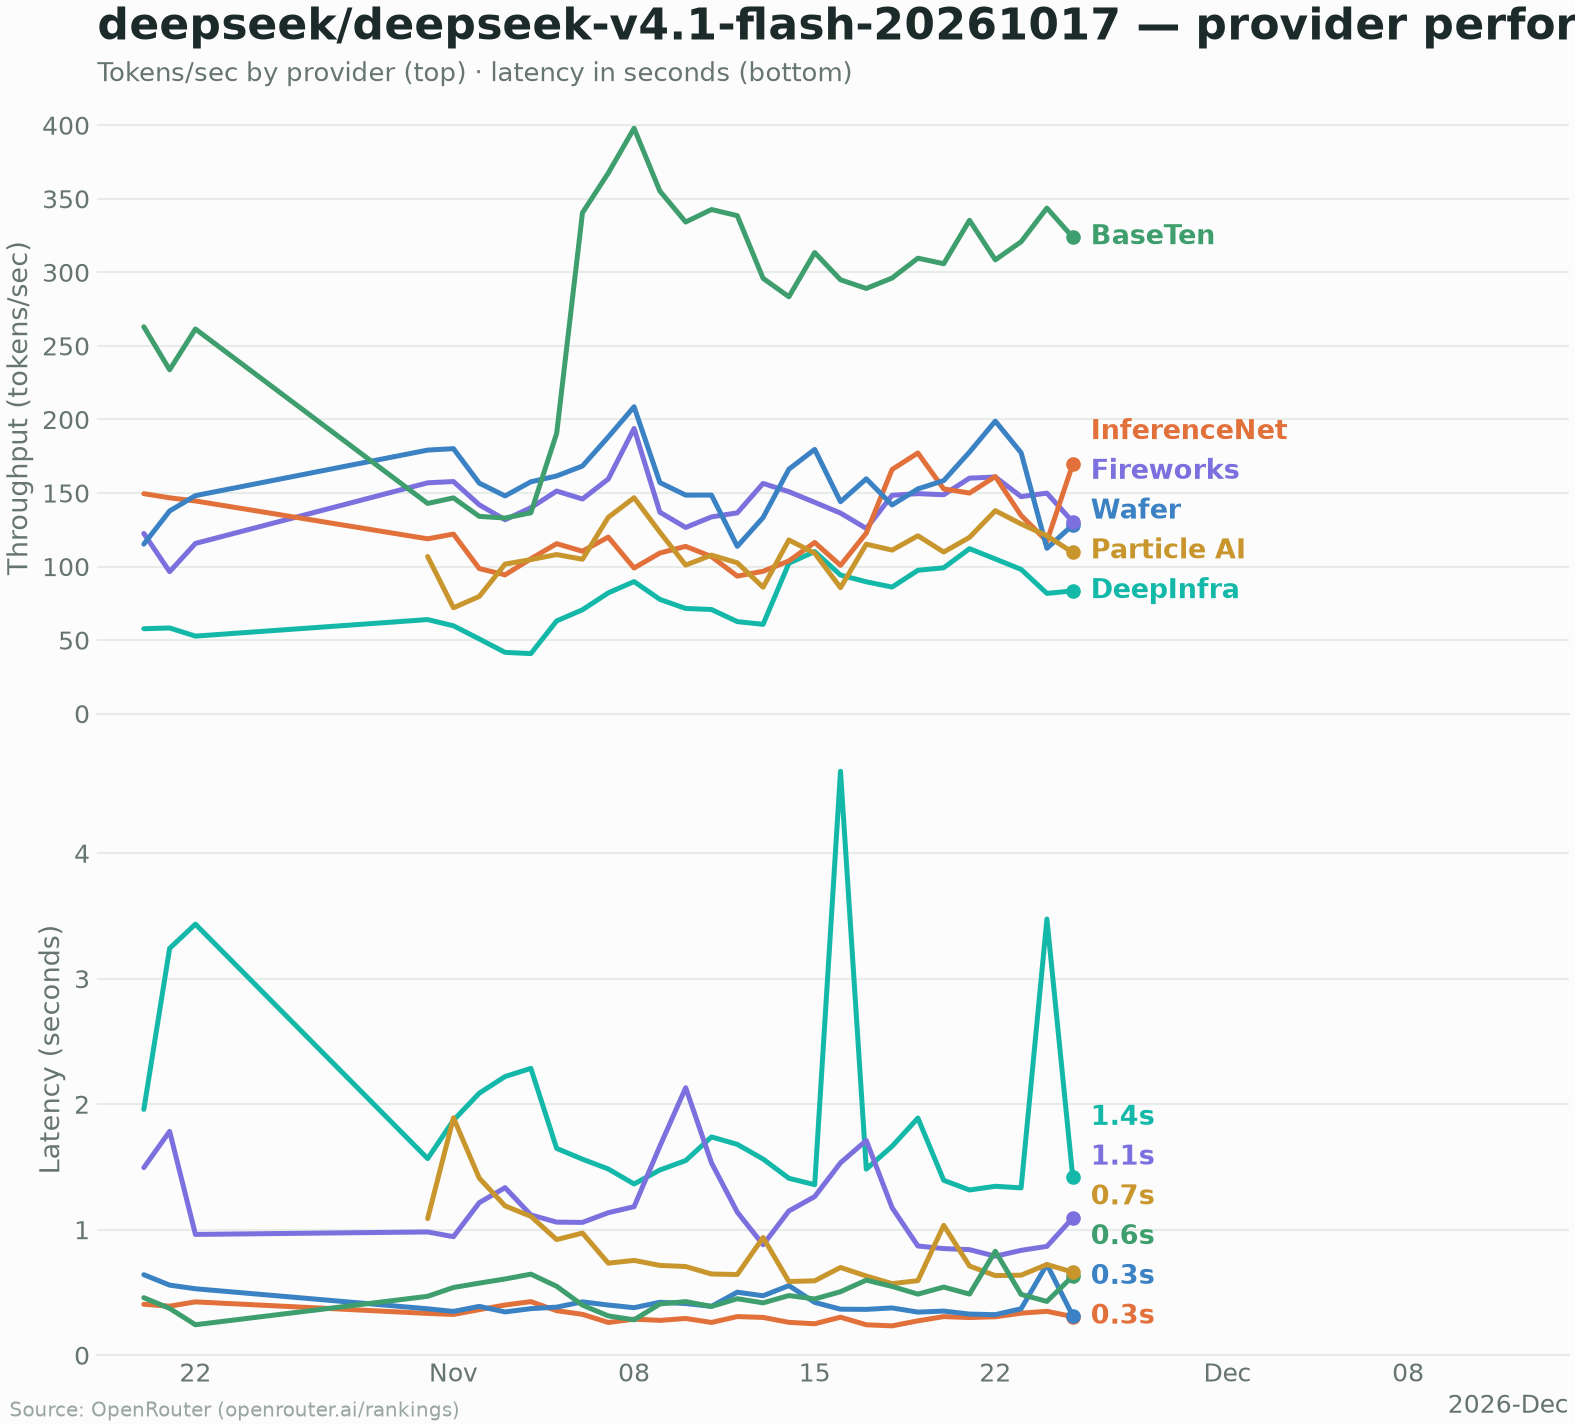 deepseek/deepseek-v4.1-flash-20261017 — provider perfor
Tokens/sec by provider (top) · latency in seconds (bottom)
Throughput (tokens/sec)
400
350
300
250
200
150
100
50
0
BaseTen
InferenceNet
Fireworks
Wafer
Particle AI
DeepInfra
Latency (seconds)
4
3
2
1
0
1.4s
1.1s
0.7s
0.6s
0.3s
0.3s
22 Nov 08 15 22 Dec 08
2026-Dec
Source: OpenRouter (openrouter.ai/rankings)